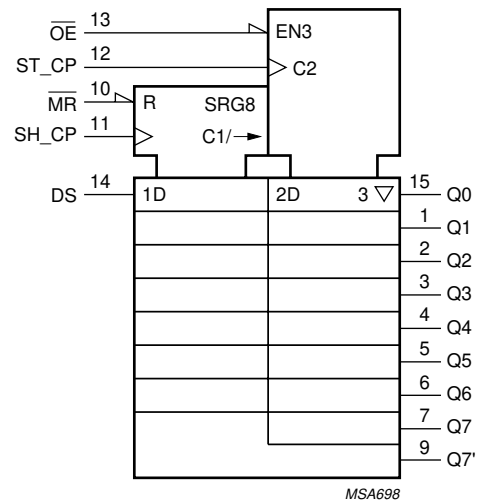 OE 13 EN3
ST_CP 12 C2
MR 10 R SRG8
SH_CP 11 C1/
DS 14 1D 2D 3 15 Q0
1 Q1
2 Q2
3 Q3
4 Q4
5 Q5
6 Q6
7 Q7
9 Q7'
MSA698